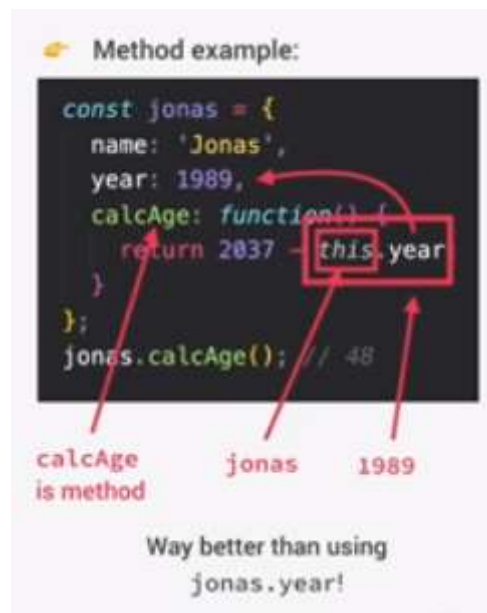 Method example:
const jonas = {
name: 'Jonas',
year: 1989,
calcAge: function() {
return 2037 - this.year
}
};
jonas.calcAge(); // 48
calcAge
is method
jonas
1989
Way better than using
jonas.year!